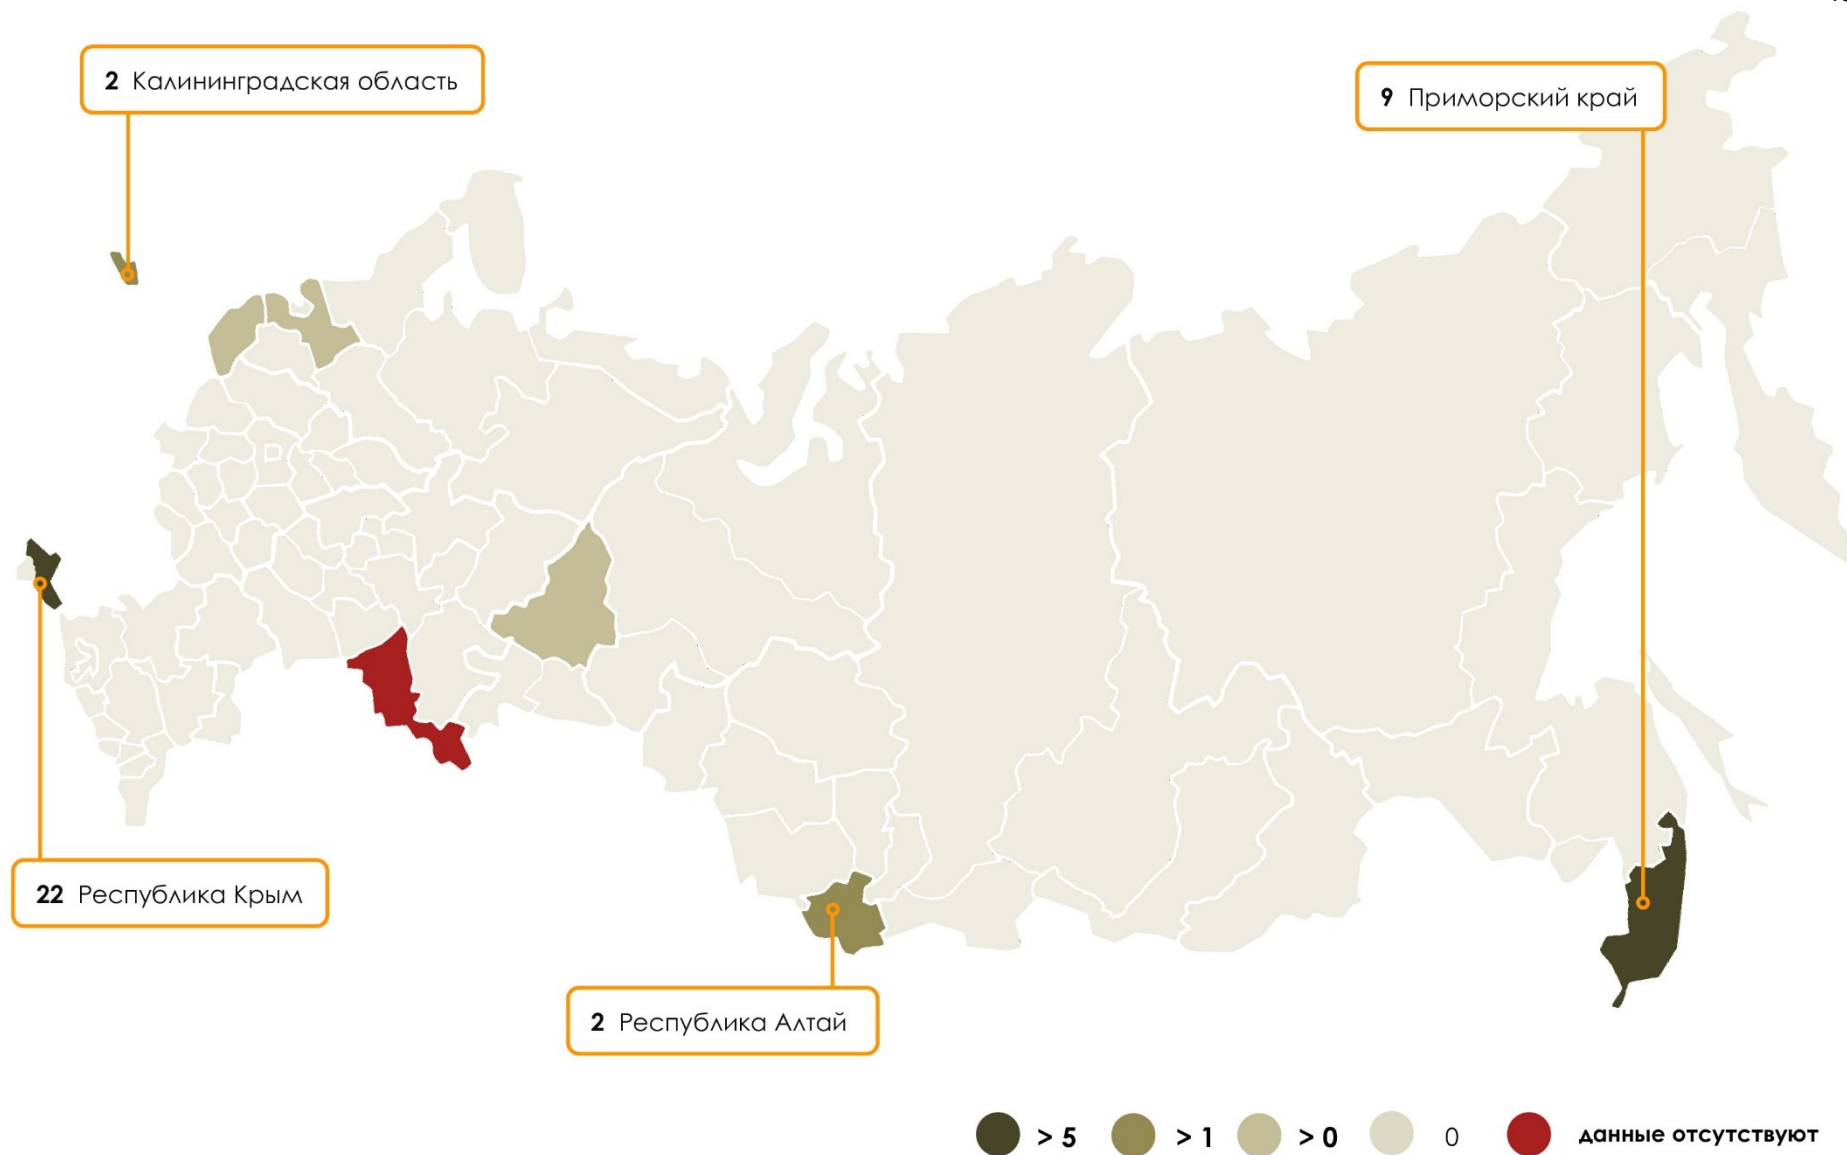 2 Калининградская область
9 Приморский край
22 Республика Крым
2 Республика Алтай
> 5 > 1 > 0 0 данные отсутствуют